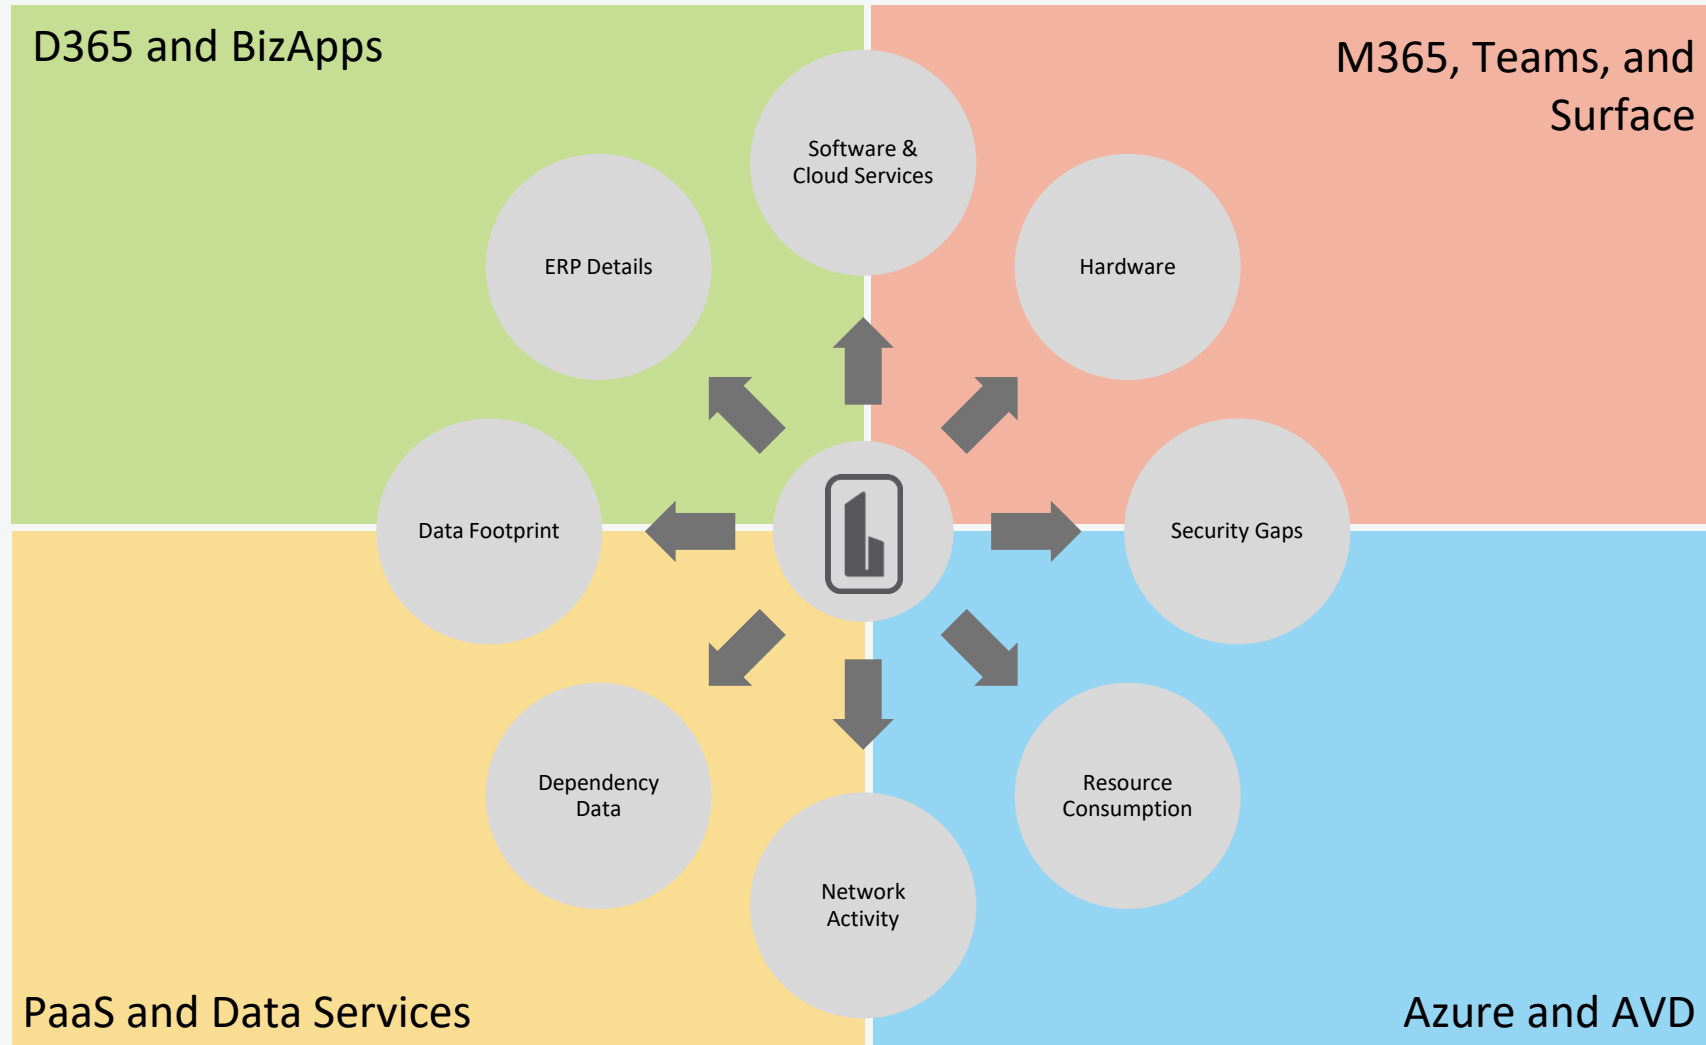 D365 and BizApps
M365, Teams, and
Surface
Software &
Cloud Services
ERP Details
Hardware
Data Footprint
Security Gaps
Dependency
Data
Resource
Consumption
Network
Activity
PaaS and Data Services
Azure and AVD